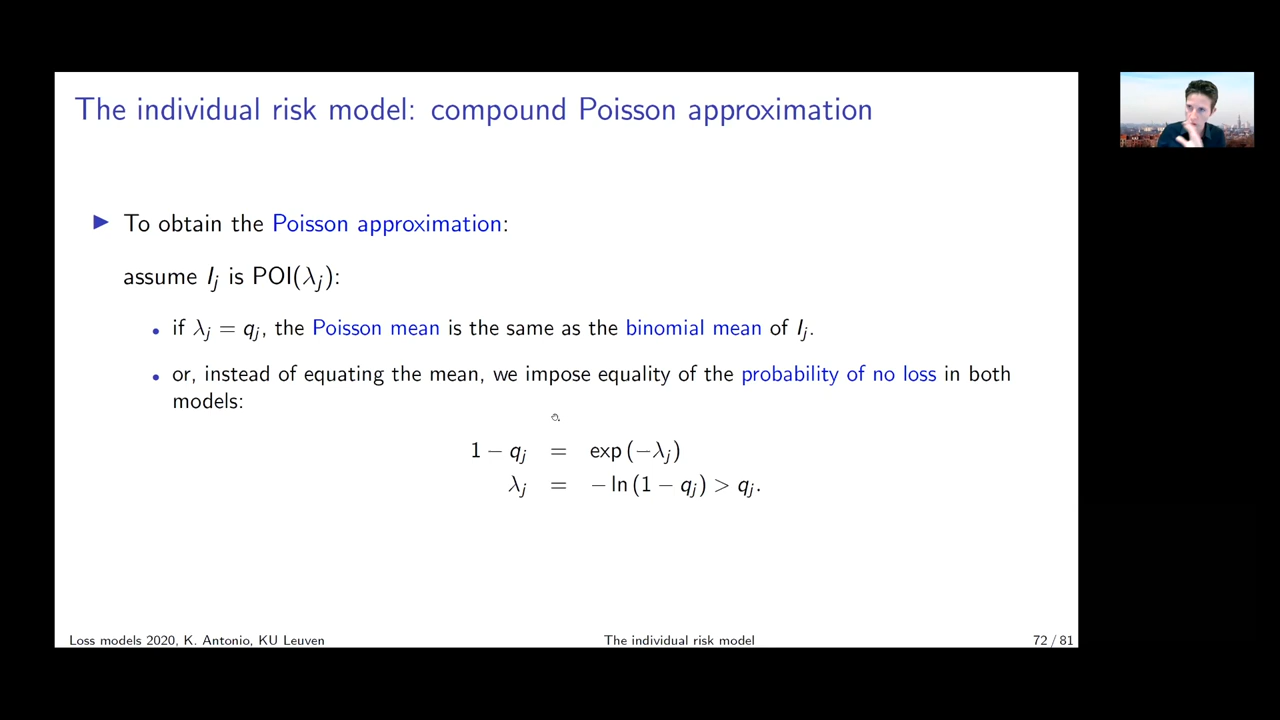 The individual risk model: compound Poisson approximation
▶ To obtain the Poisson approximation:
assume I_j is POI(λ_j):
• if λ_j = q_j, the Poisson mean is the same as the binomial mean of I_j.
• or, instead of equating the mean, we impose equality of the probability of no loss in both
models:
1 − q_j = exp (−λ_j)
λ_j = − ln (1 − q_j) > q_j.
Loss models 2020, K. Antonio, KU Leuven The individual risk model 72 / 81